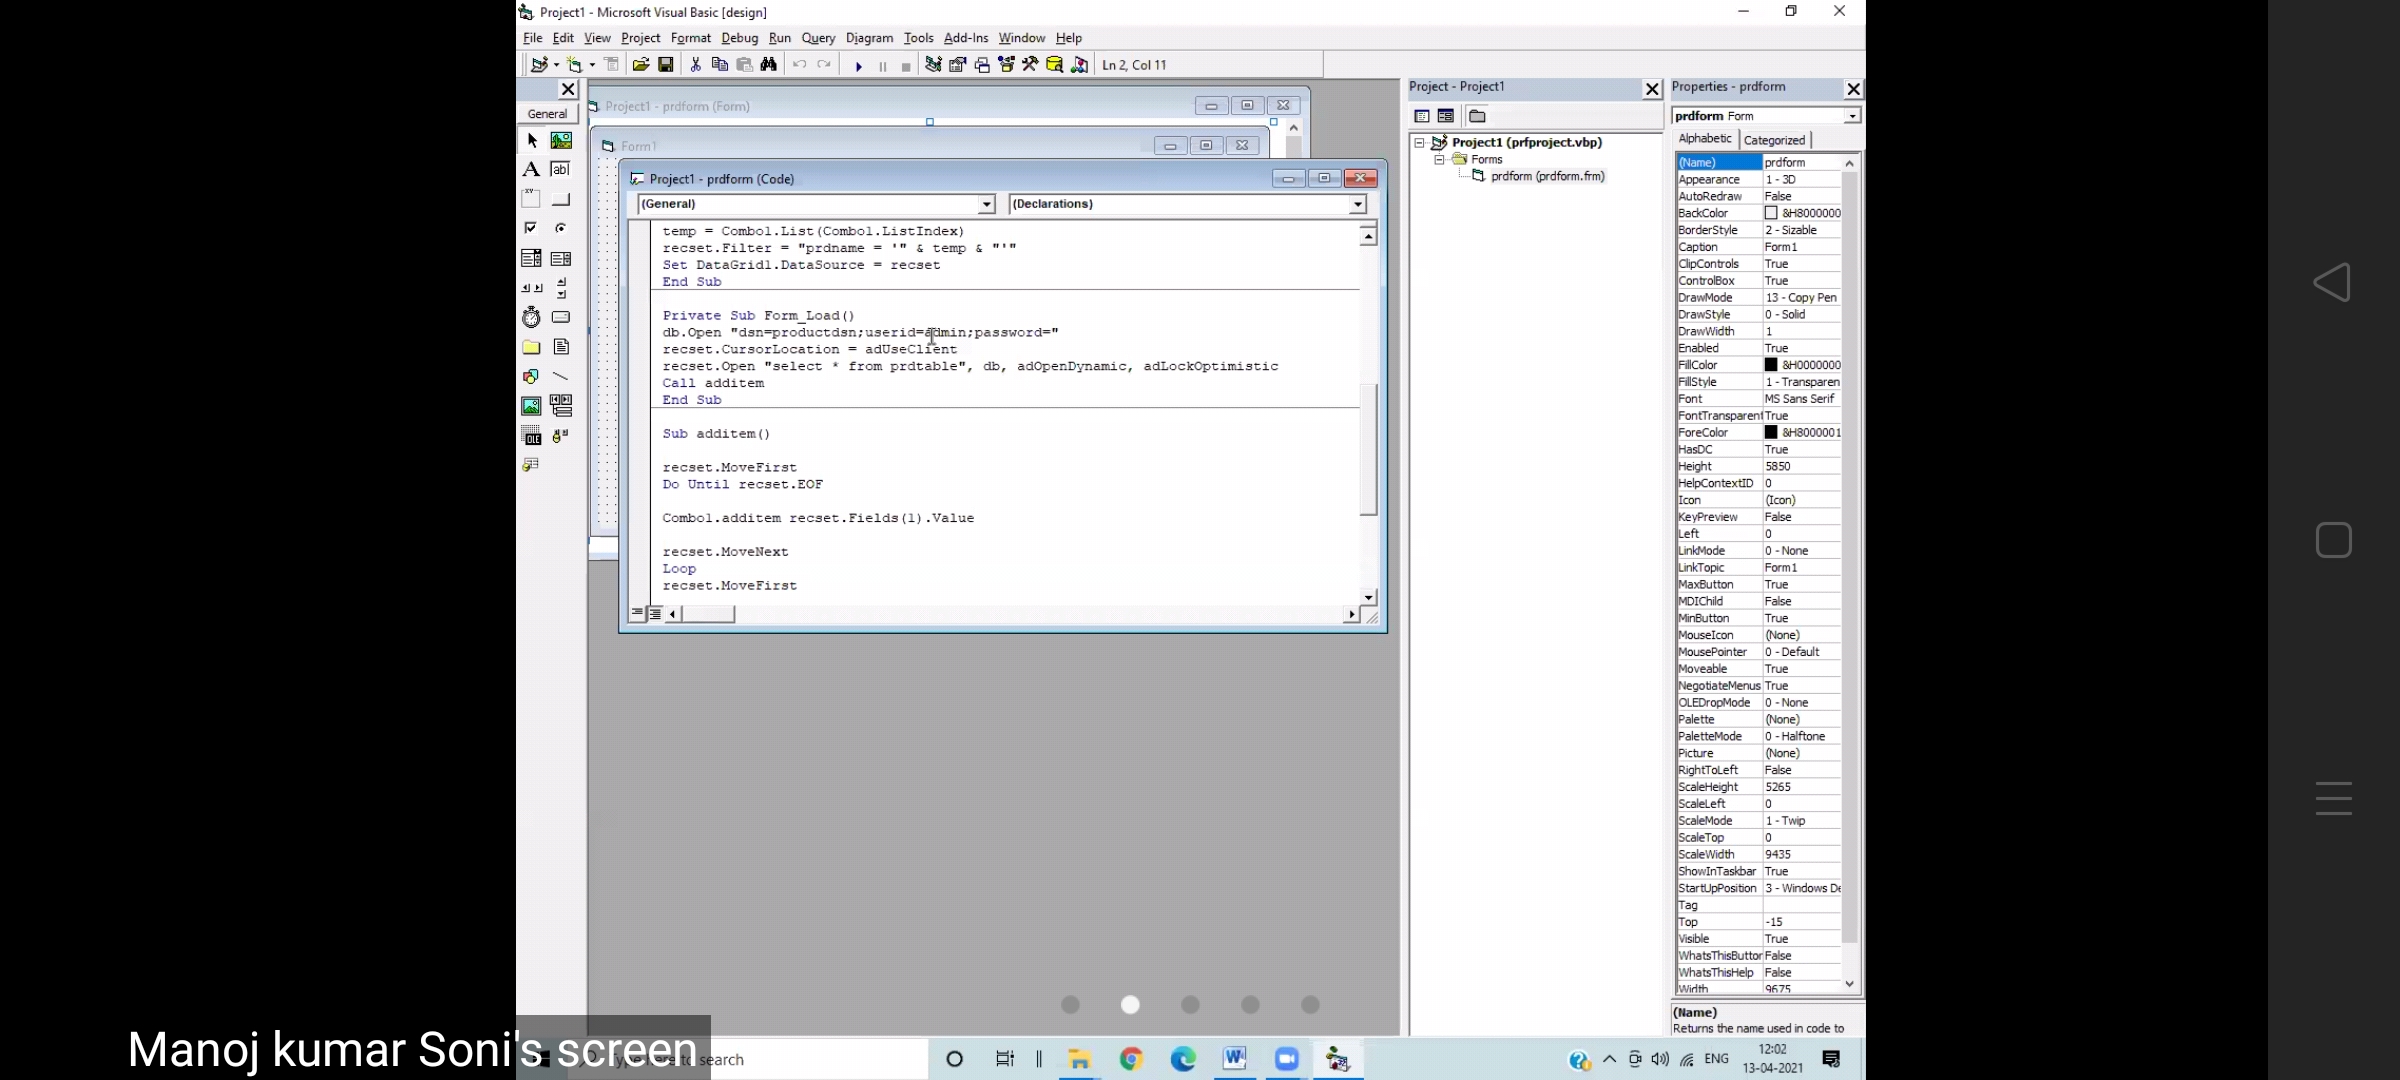 Project1 - Microsoft Visual Basic [design]
File Edit View Project Format Debug Run Query Diagram Tools Add-Ins Window Help
Ln 2, Col 11
General
Project1 - prdform (Form)
Form1
Project1 - prdform (Code)
(General) (Declarations)
temp = Combo1.List(Combo1.ListIndex)
recset.Filter = "prdname = '" & temp & "'"
Set DataGrid1.DataSource = recset
End Sub
Private Sub Form_Load()
db.Open "dsn=productdsn;userid=admin;password="
recset.CursorLocation = adUseClient
recset.Open "select * from prdtable", db, adOpenDynamic, adLockOptimistic
Call additem
End Sub
Sub additem()
recset.MoveFirst
Do Until recset.EOF
Combo1.additem recset.Fields(1).Value
recset.MoveNext
Loop
recset.MoveFirst
Project - Project1
Project1 (prfproject.vbp)
Forms
prdform (prdform.frm)
Properties - prdform
prdform Form
Alphabetic Categorized
(Name) prdform
Appearance 1 - 3D
AutoRedraw False
BackColor &H8000000
BorderStyle 2 - Sizable
Caption Form1
ClipControls True
ControlBox True
DrawMode 13 - Copy Pen
DrawStyle 0 - Solid
DrawWidth 1
Enabled True
FillColor &H0000000
FillStyle 1 - Transparen
Font MS Sans Serif
FontTransparent True
ForeColor &H8000001
HasDC True
Height 5850
HelpContextID 0
Icon (Icon)
KeyPreview False
Left 0
LinkMode 0 - None
LinkTopic Form1
MaxButton True
MDIChild False
MinButton True
MouseIcon (None)
MousePointer 0 - Default
Moveable True
NegotiateMenus True
OLEDropMode 0 - None
Palette (None)
PaletteMode 0 - Halftone
Picture (None)
RightToLeft False
ScaleHeight 5265
ScaleLeft 0
ScaleMode 1 - Twip
ScaleTop 0
ScaleWidth 9435
ShowInTaskbar True
StartUpPosition 3 - Windows De
Tag
Top -15
Visible True
WhatsThisButtor False
WhatsThisHelp False
Width 9675
(Name)
Returns the name used in code to
Manoj kumar Soni's screen
search
ENG
12:02
13-04-2021